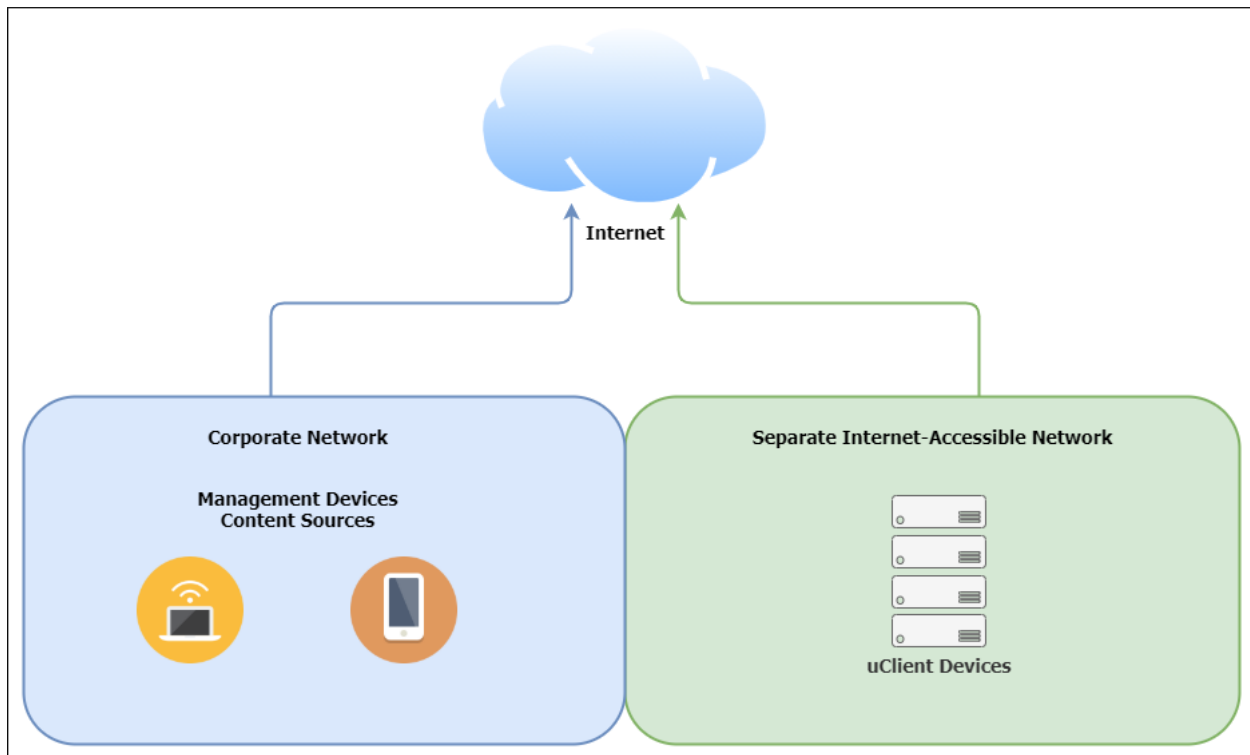 Internet
Corporate Network
Separate Internet-Accessible Network
Management Devices
Content Sources
uClient Devices